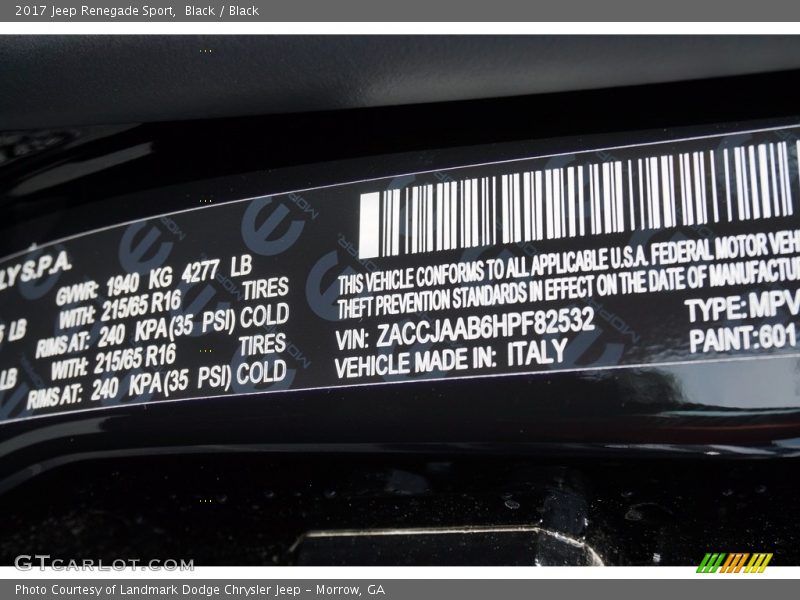 2017 Jeep Renegade Sport, Black / Black
LY S.P.A.
GVWR: 1940 KG 4277 LB
LB WITH: 215/65 R16 TIRES
RIMS AT: 240 KPA(35 PSI) COLD
LB WITH: 215/65 R16 TIRES
RIMS AT: 240 KPA(35 PSI) COLD
THIS VEHICLE CONFORMS TO ALL APPLICABLE U.S.A. FEDERAL MOTOR VEH
THEFT PREVENTION STANDARDS IN EFFECT ON THE DATE OF MANUFACTU
VIN: ZACCJAAB6HPF82532 TYPE: MPV
VEHICLE MADE IN: ITALY PAINT: 601
GTcarlot.com
Photo Courtesy of Landmark Dodge Chrysler Jeep - Morrow, GA